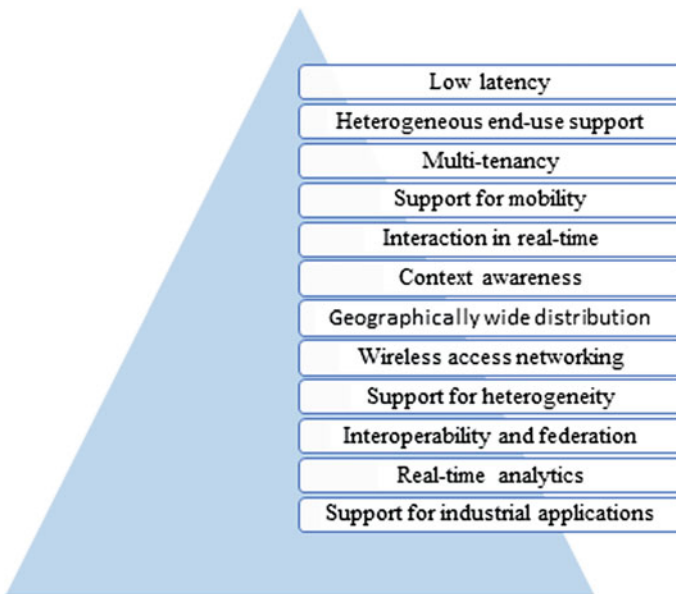 Low latency
Heterogeneous end-use support
Multi-tenancy
Support for mobility
Interaction in real-time
Context awareness
Geographically wide distribution
Wireless access networking
Support for heterogeneity
Interoperability and federation
Real-time analytics
Support for industrial applications